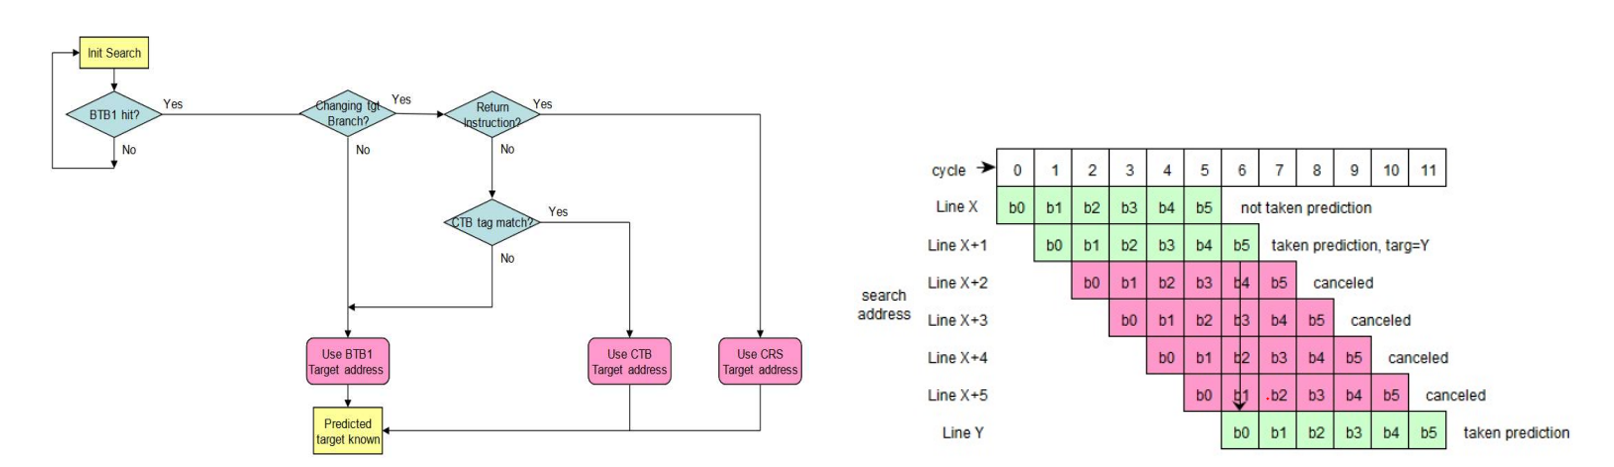 Init Search
BTB1 hit?
Yes
No
Changing tgt
Branch?
Yes
No
Return
Instruction?
Yes
No
CTB tag match?
Yes
No
Use BTB1
Target address
Use CTB
Target address
Use CRS
Target address
Predicted
target known
cycle 0 1 2 3 4 5 6 7 8 9 10 11
search
address
Line X b0 b1 b2 b3 b4 b5 not taken prediction
Line X+1 b0 b1 b2 b3 b4 b5 taken prediction, targ=Y
Line X+2 b0 b1 b2 b3 b4 b5 canceled
Line X+3 b0 b1 b2 b3 b4 b5 canceled
Line X+4 b0 b1 b2 b3 b4 b5 canceled
Line X+5 b0 b1 b2 b3 b4 b5 canceled
Line Y b0 b1 b2 b3 b4 b5 taken prediction